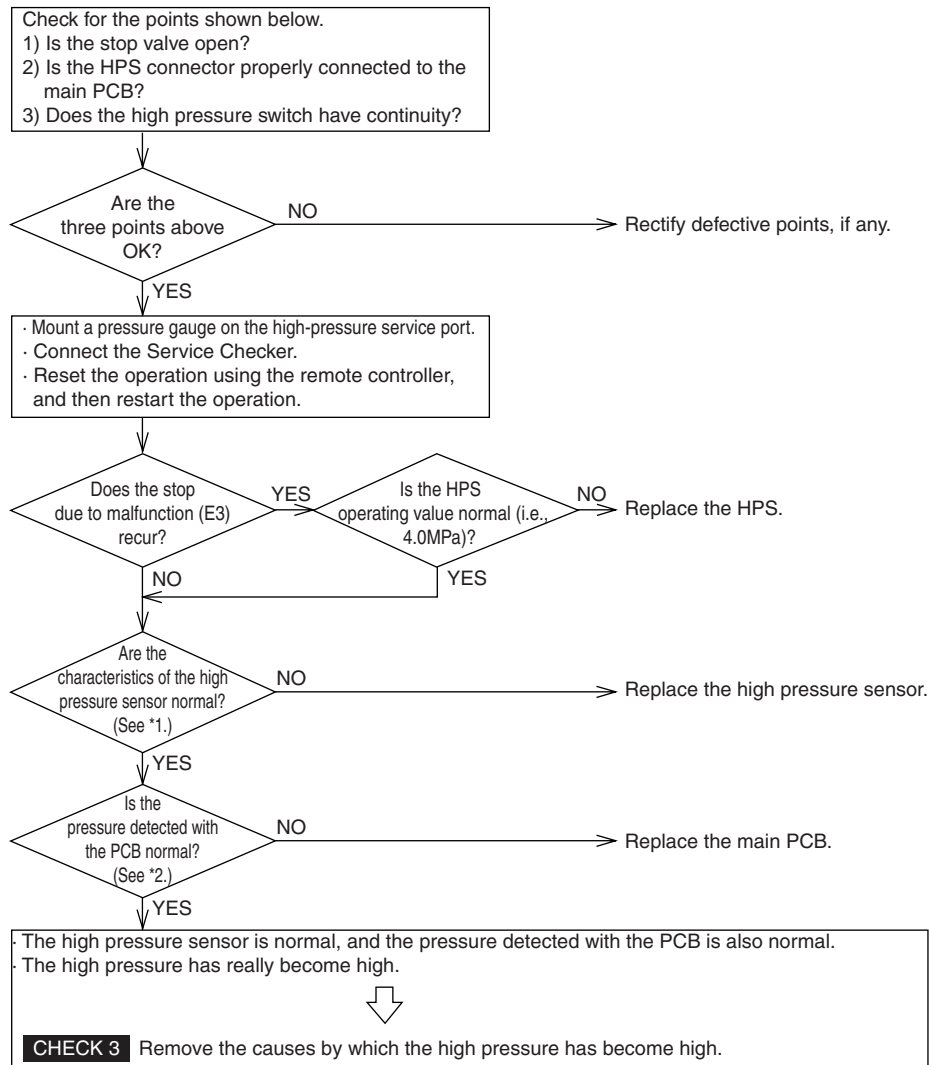 Check for the points shown below.
1) Is the stop valve open?
2) Is the HPS connector properly connected to the
main PCB?
3) Does the high pressure switch have continuity?
Are the
three points above
OK?
NO
Rectify defective points, if any.
YES
· Mount a pressure gauge on the high-pressure service port.
· Connect the Service Checker.
· Reset the operation using the remote controller,
and then restart the operation.
Does the stop
due to malfunction (E3)
recur?
YES
Is the HPS
operating value normal (i.e.,
4.0MPa)?
NO
Replace the HPS.
NO
YES
Are the
characteristics of the high
pressure sensor normal?
(See *1.)
NO
Replace the high pressure sensor.
YES
Is the
pressure detected with
the PCB normal?
(See *2.)
NO
Replace the main PCB.
YES
· The high pressure sensor is normal, and the pressure detected with the PCB is also normal.
· The high pressure has really become high.
CHECK 3 Remove the causes by which the high pressure has become high.